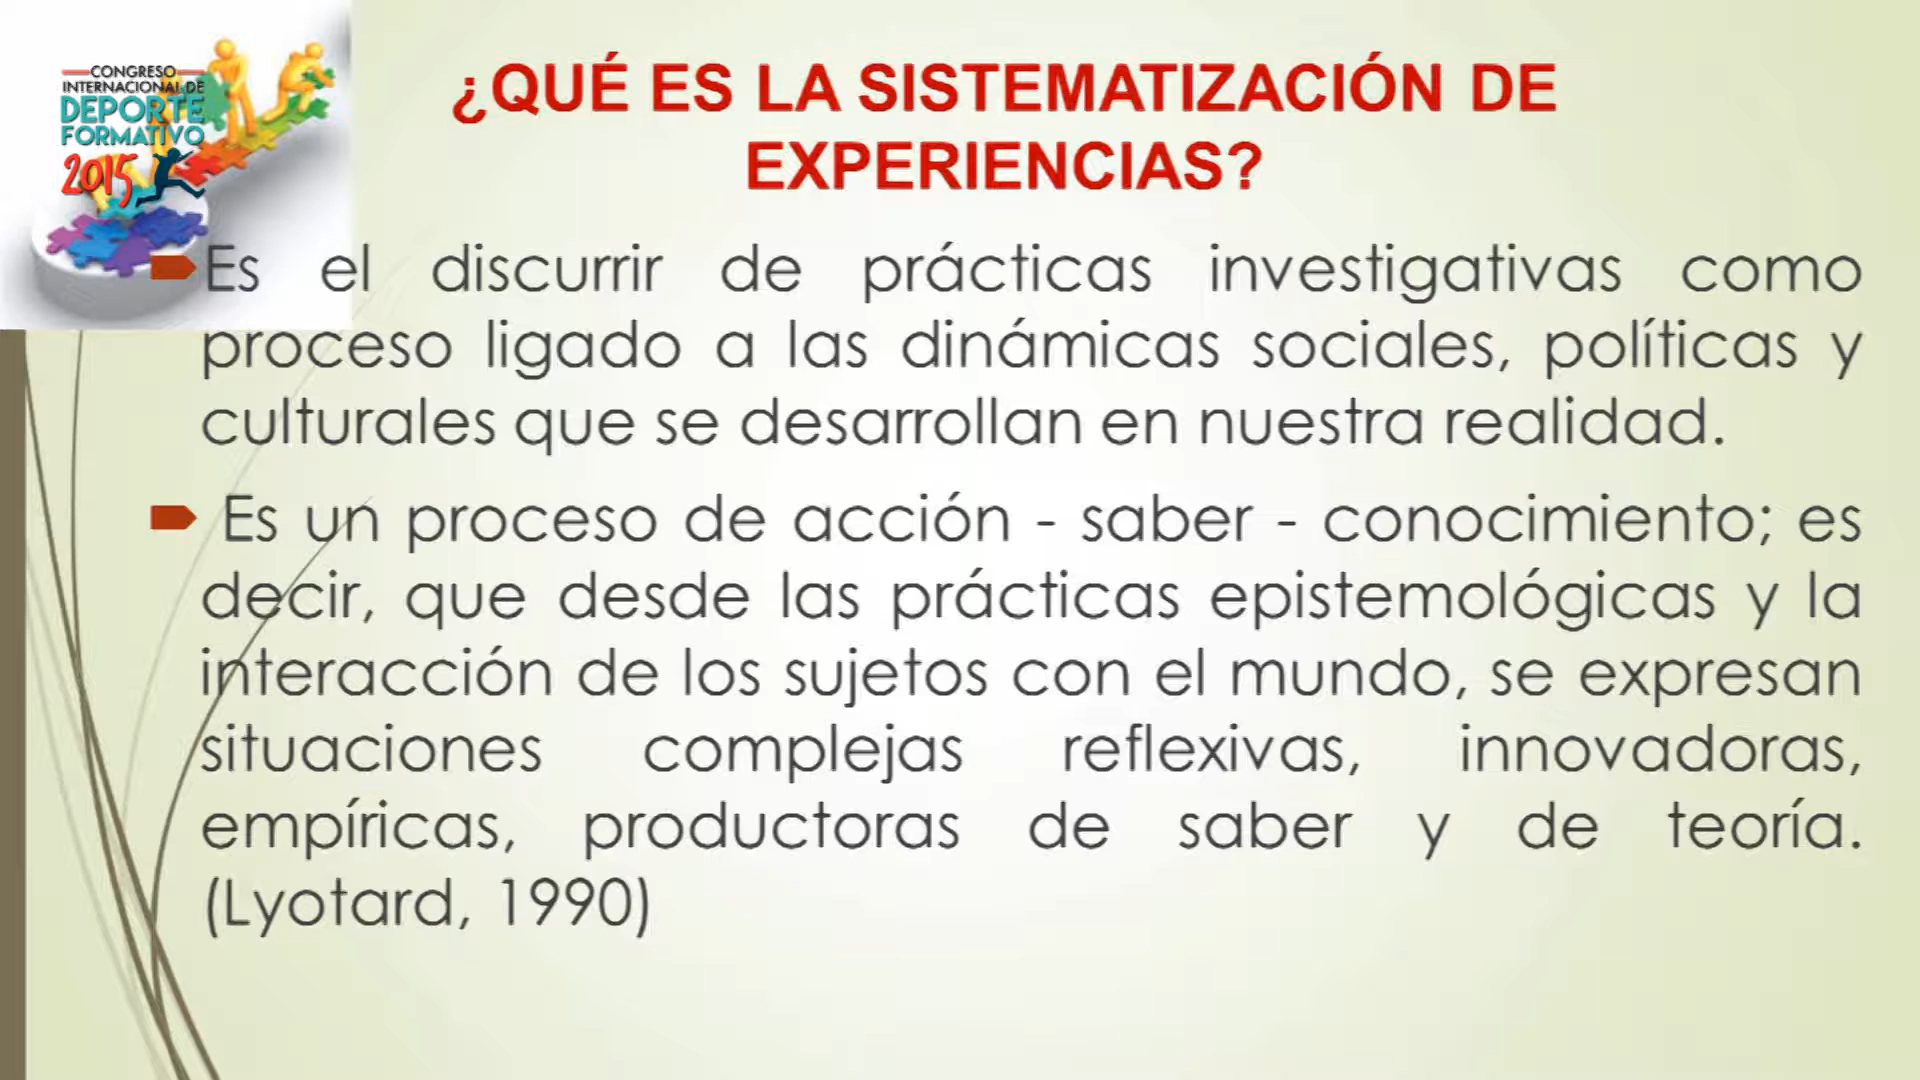 CONGRESO
INTERNACIONAL DE
DEPORTE
FORMATIVO
2015
¿QUÉ ES LA SISTEMATIZACIÓN DE
EXPERIENCIAS?
Es el discurrir de prácticas investigativas como
proceso ligado a las dinámicas sociales, políticas y
culturales que se desarrollan en nuestra realidad.
Es un proceso de acción - saber - conocimiento; es
decir, que desde las prácticas epistemológicas y la
interacción de los sujetos con el mundo, se expresan
situaciones complejas reflexivas, innovadoras,
empíricas, productoras de saber y de teoría.
(Lyotard, 1990)